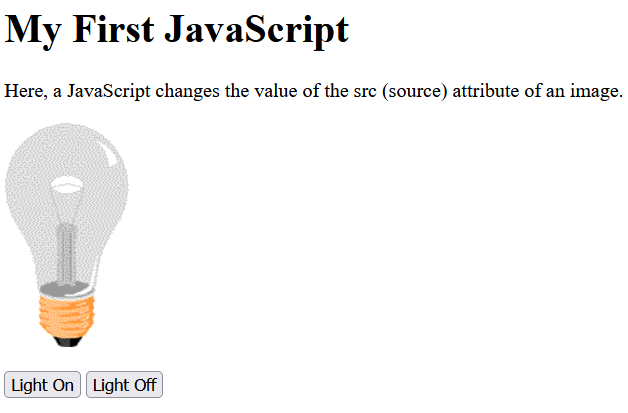 My First JavaScript
Here, a JavaScript changes the value of the src (source) attribute of an image.
Light On Light Off